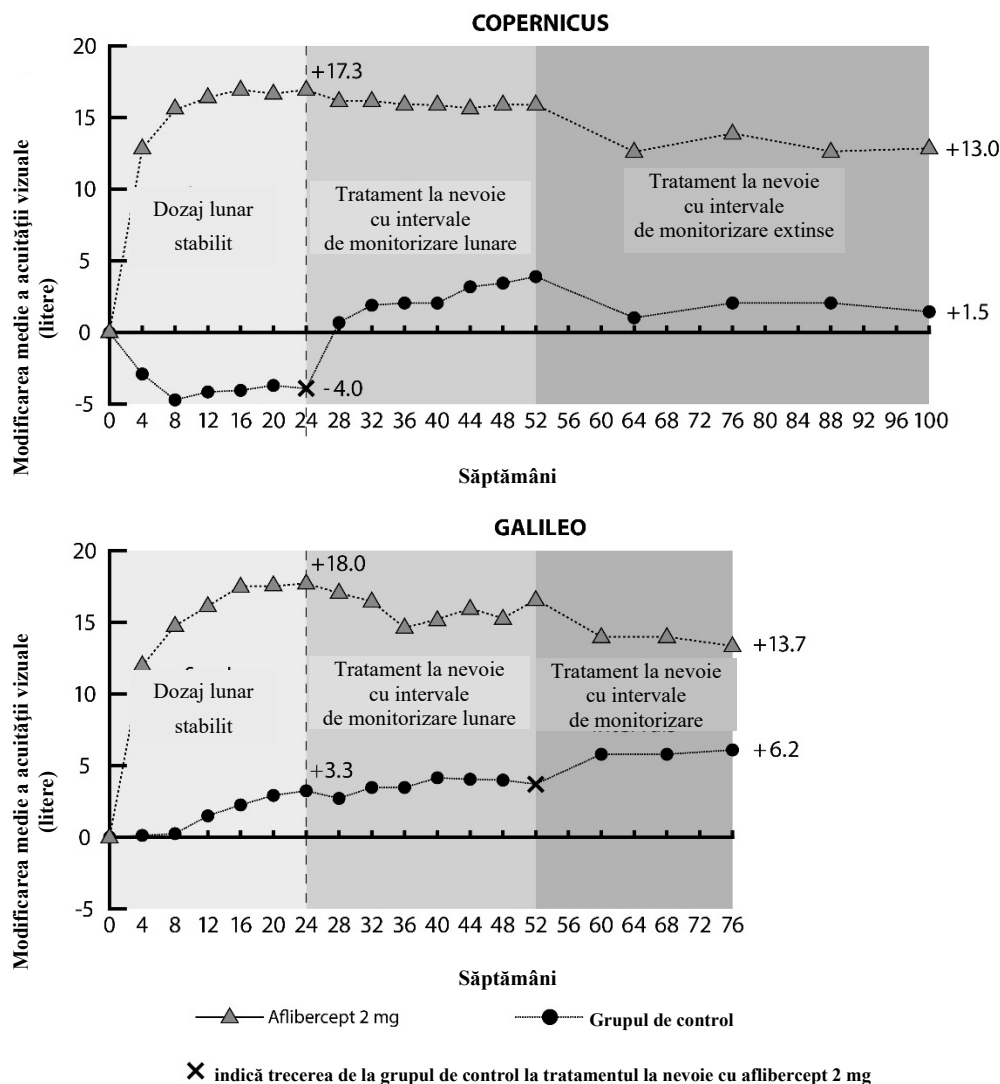 COPERNICUS
Modificarea medie a acuităţii vizuale
(litere)
20
15
10
5
0
-5
+17.3
- 4.0
+13.0
+1.5
Dozaj lunar
stabilit
Tratament la nevoie
cu intervale
de monitorizare lunare
Tratament la nevoie
cu intervale
de monitorizare extinse
0 4 8 12 16 20 24 28 32 36 40 44 48 52 56 60 64 68 72 76 80 84 88 92 96 100
Săptămâni
GALILEO
Modificarea medie a acuităţii vizuale
(litere)
20
15
10
5
0
-5
+18.0
+3.3
+13.7
+6.2
Dozaj lunar
stabilit
Tratament la nevoie
cu intervale
de monitorizare lunare
Tratament la nevoie
cu intervale
de monitorizare
0 4 8 12 16 20 24 28 32 36 40 44 48 52 56 60 64 68 72 76
Săptămâni
Aflibercept 2 mg
Grupul de control
indică trecerea de la grupul de control la tratamentul la nevoie cu aflibercept 2 mg